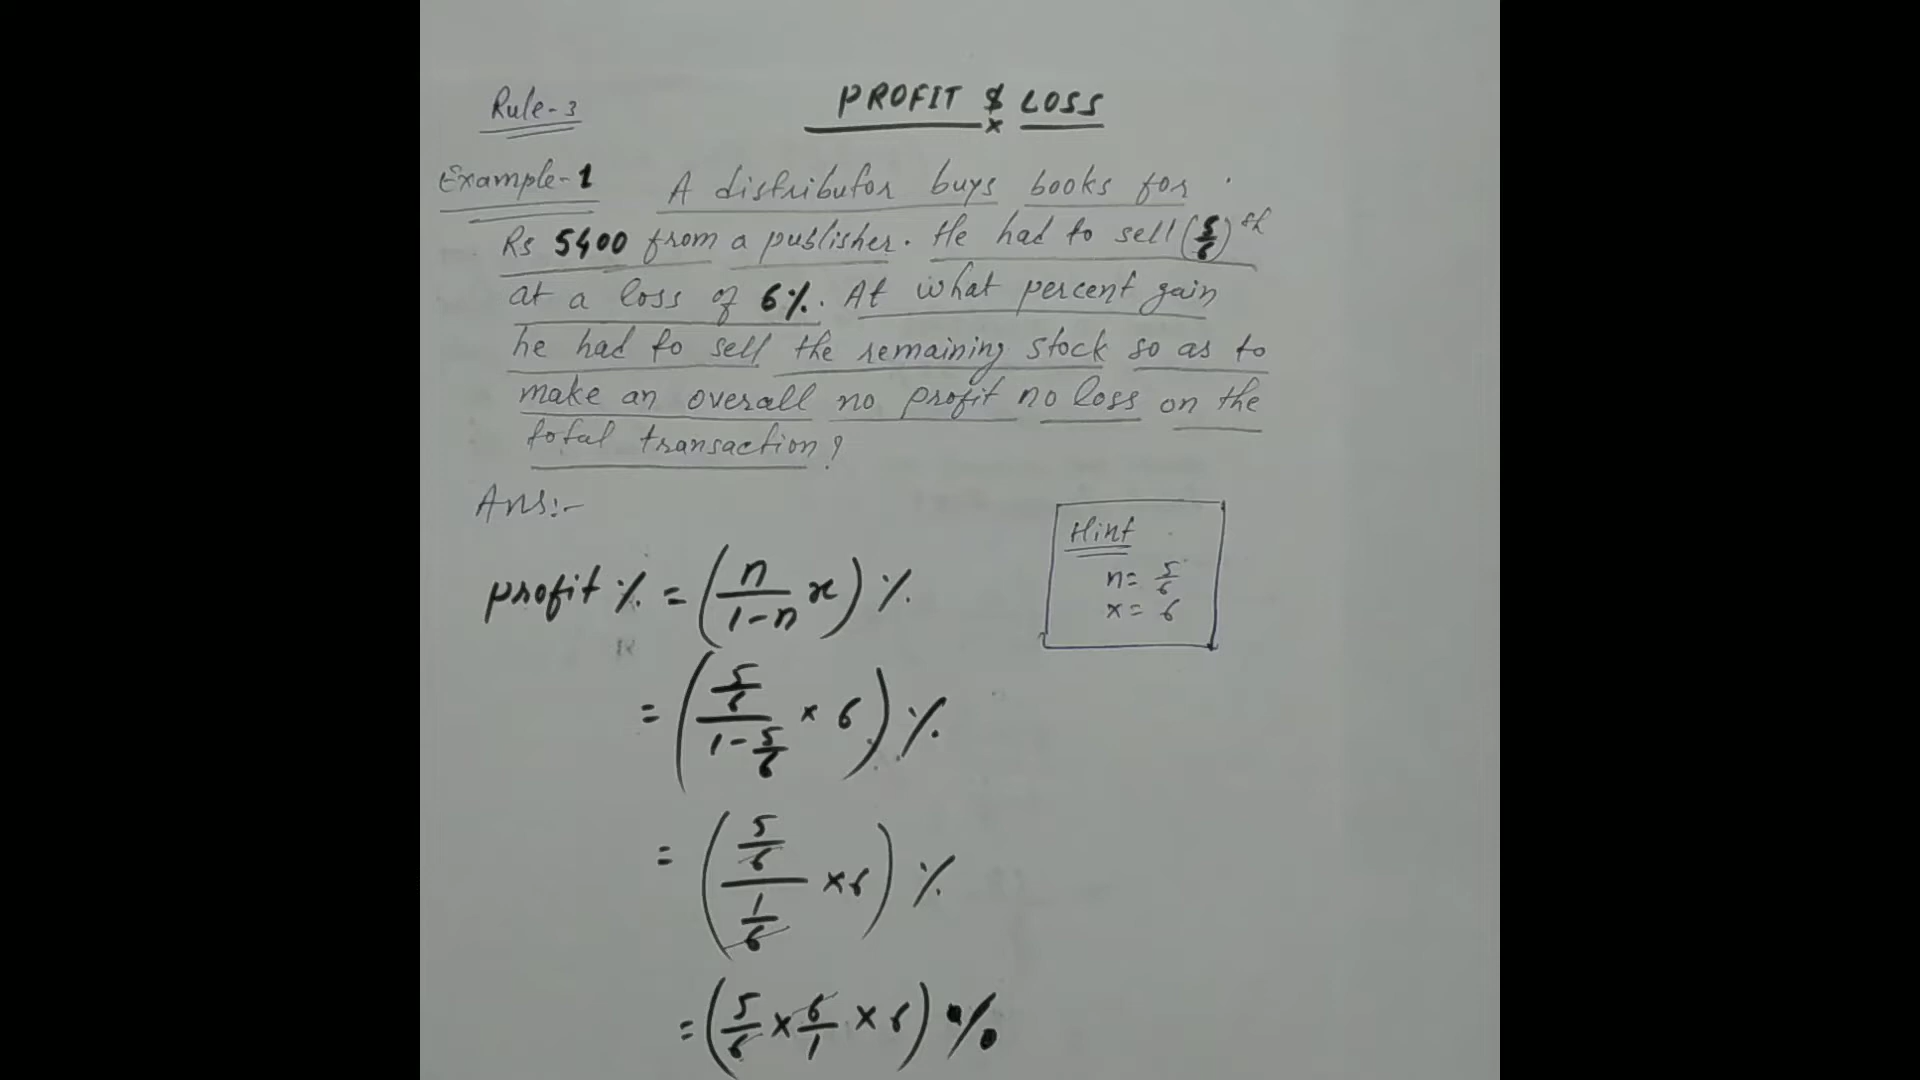 Rule-3
PROFIT & LOSS
Example-1 A distributor buys books for
Rs 5400 from a publisher. He had to sell (5/6)th
at a loss of 6%. At what percent gain
he had to sell the remaining stock so as to
make an overall no profit no loss on the
total transaction?
Ans:-
Hint
n= 5/6
x= 6
profit % = (n/(1-n) x) %
= ((5/6)/(1-5/6) × 6) %
= ((5/6)/(1/6) ×6) %
= (5/6 × 6/1 × 6) %